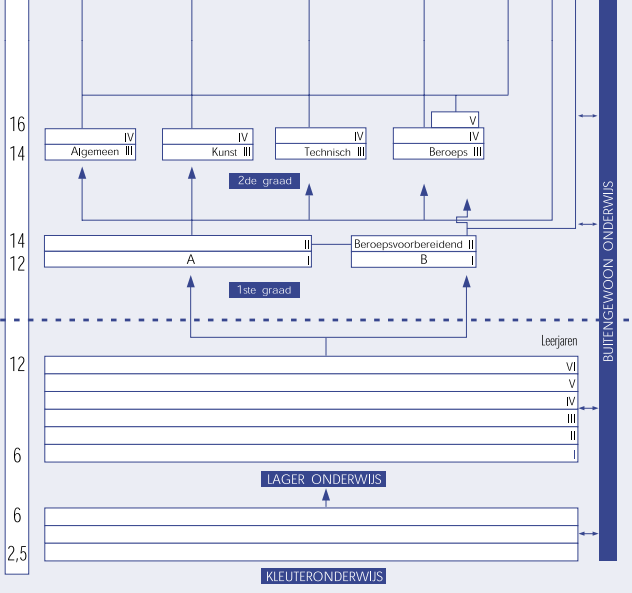 16
V
IV
IV
IV
IV
14
Algemeen III
Kunst III
Technisch III
Beroeps III
2de graad
14
II
Beroepsvoorbereidend II
12
A
I
B
I
1ste graad
BUITENGEWOON ONDERWIJS
Leerjaren
12
VI
V
IV
III
II
6
I
LAGER ONDERWIJS
6
2,5
KLEUTERONDERWIJS